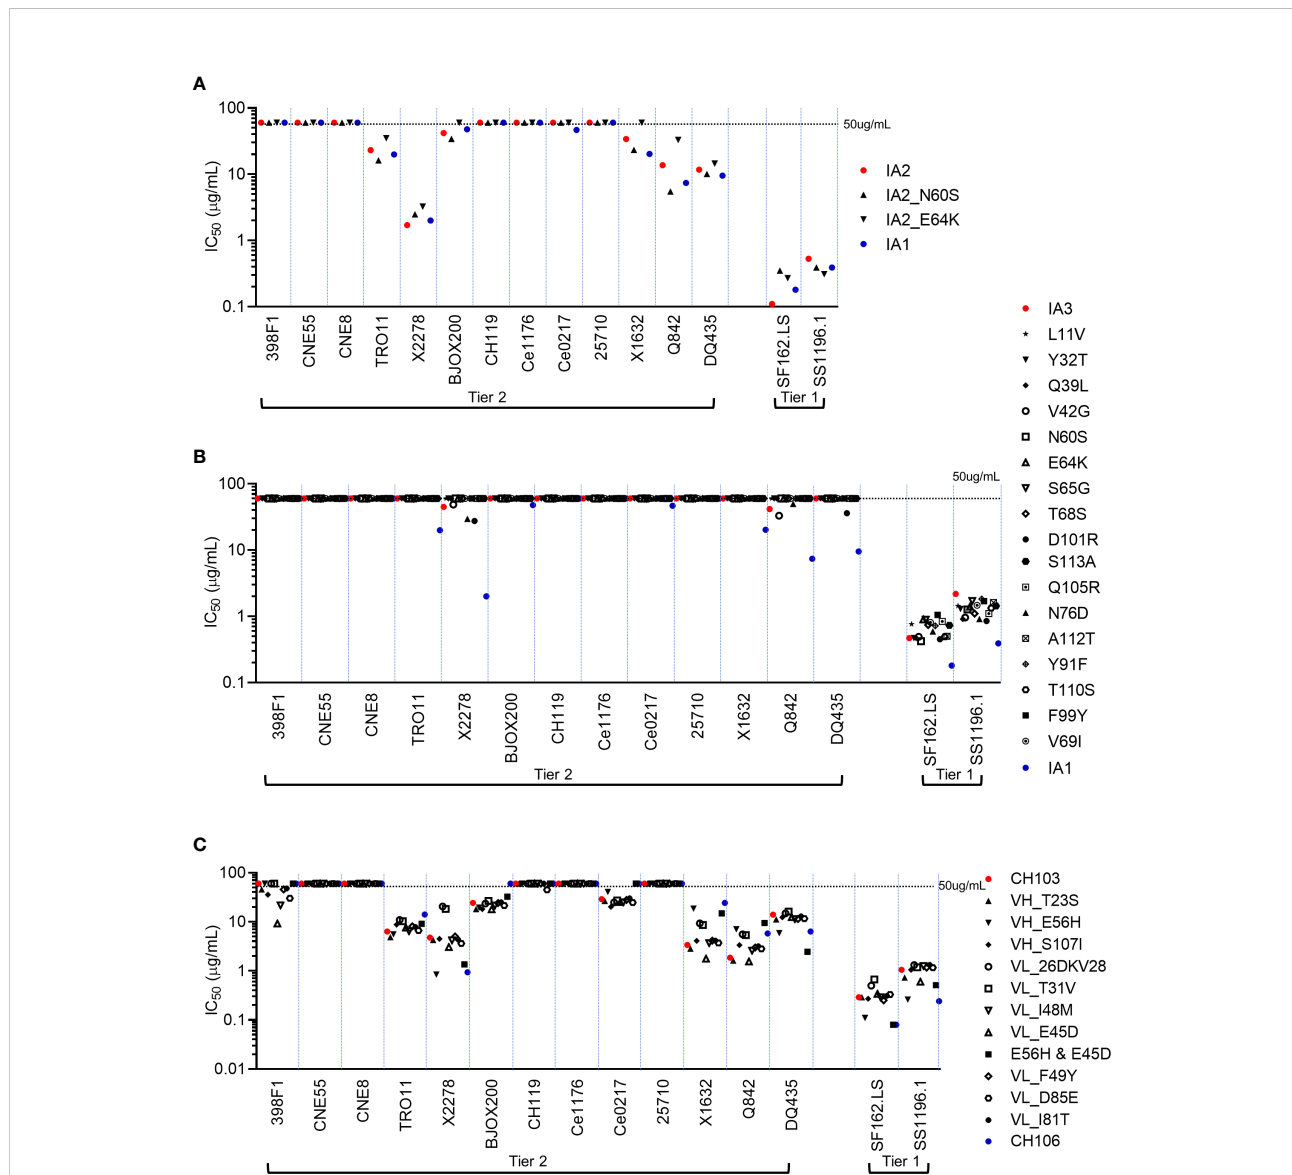 A
100
10
1
0.1
IC50 (µg/mL)
50ug/mL
IA2
IA2_N60S
IA2_E64K
IA1
398F1
CNE55
CNE8
TRO11
X2278
BJOX200
CH119
Ce1176
Ce0217
25710
X1632
Q842
DQ435
SF162.LS
SS1196.1
Tier 2
Tier 1
B
100
10
1
0.1
IC50 (µg/mL)
50ug/mL
IA3
L11V
Y32T
Q39L
V42G
N60S
E64K
S65G
T68S
D101R
S113A
Q105R
N76D
A112T
Y91F
T110S
F99Y
V69I
IA1
398F1
CNE55
CNE8
TRO11
X2278
BJOX200
CH119
Ce1176
Ce0217
25710
X1632
Q842
DQ435
SF162.LS
SS1196.1
Tier 2
Tier 1
C
100
10
1
0.1
0.01
IC50 (µg/mL)
50ug/mL
CH103
VH_T23S
VH_E56H
VH_S107I
VL_26DKV28
VL_T31V
VL_I48M
VL_E45D
E56H & E45D
VL_F49Y
VL_D85E
VL_I81T
CH106
398F1
CNE55
CNE8
TRO11
X2278
BJOX200
CH119
Ce1176
Ce0217
25710
X1632
Q842
DQ435
SF162.LS
SS1196.1
Tier 2
Tier 1